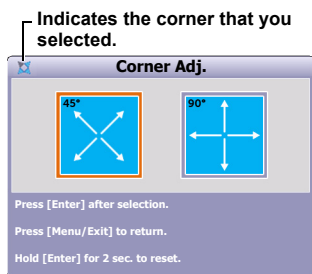 Indicates the corner that you
selected.
Corner Adj.
45°
90°
Press [Enter] after selection.
Press [Menu/Exit] to return.
Hold [Enter] for 2 sec. to reset.